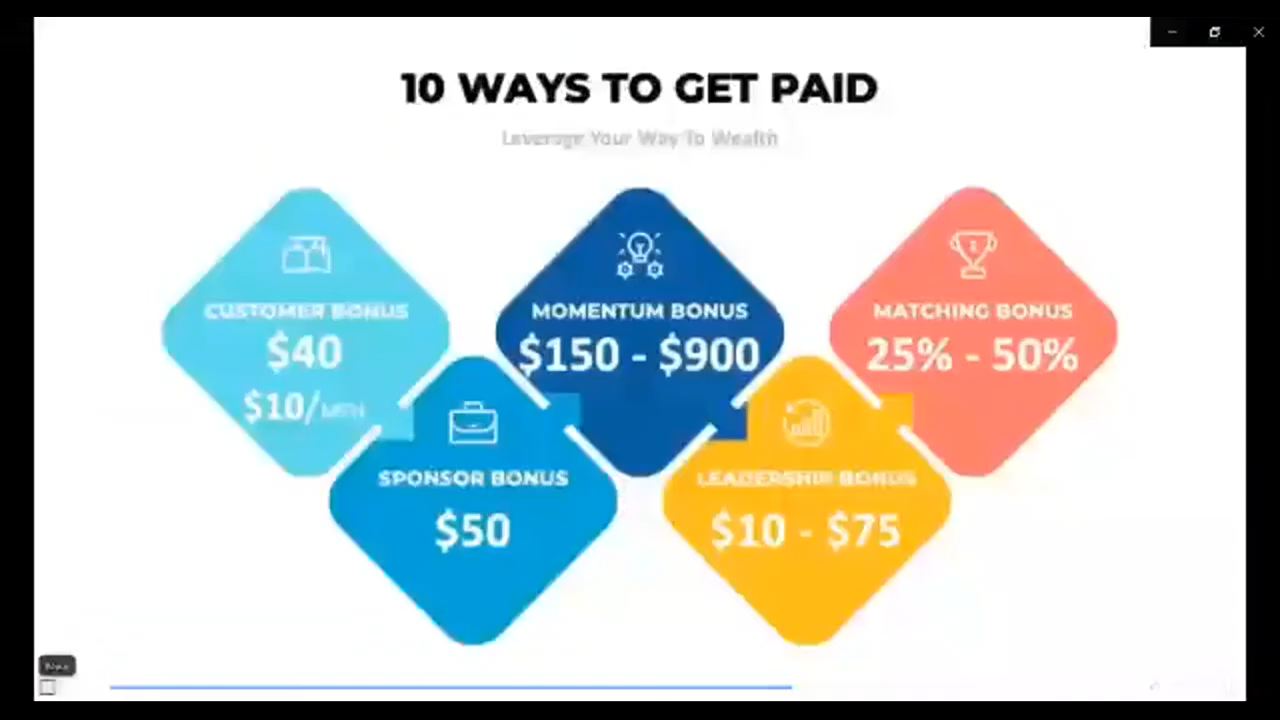 10 WAYS TO GET PAID
Leverage Your Way To Wealth
CUSTOMER BONUS
$40
$10/MTH
MOMENTUM BONUS
$150 - $900
MATCHING BONUS
25% - 50%
SPONSOR BONUS
$50
LEADERSHIP BONUS
$10 - $75